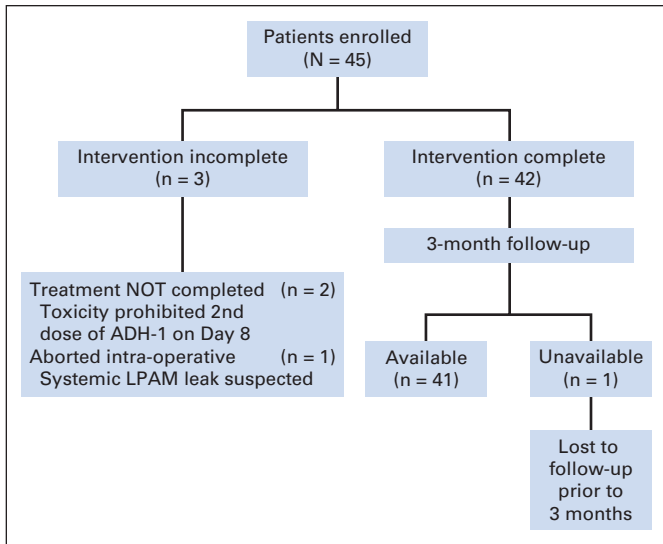 Patients enrolled
(N = 45)
Intervention incomplete
(n = 3)
Intervention complete
(n = 42)
3-month follow-up
Treatment NOT completed (n = 2)
Toxicity prohibited 2nd
dose of ADH-1 on Day 8
Aborted intra-operative (n = 1)
Systemic LPAM leak suspected
Available
(n = 41)
Unavailable
(n = 1)
Lost to
follow-up
prior to
3 months